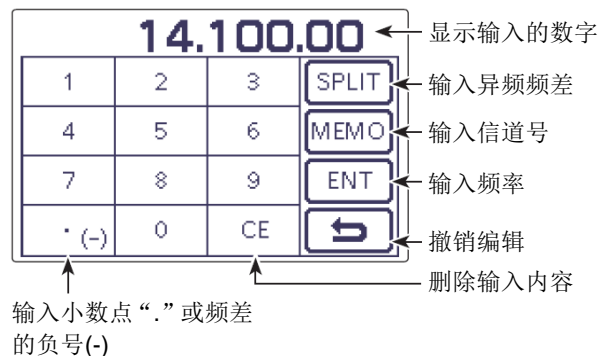 14.100.00
显示输入的数字
1 2 3 SPLIT
输入异频频差
4 5 6 MEMO
输入信道号
7 8 9 ENT
输入频率
· (–) 0 CE
撤销编辑
删除输入内容
输入小数点“.”或频差
的负号(-)